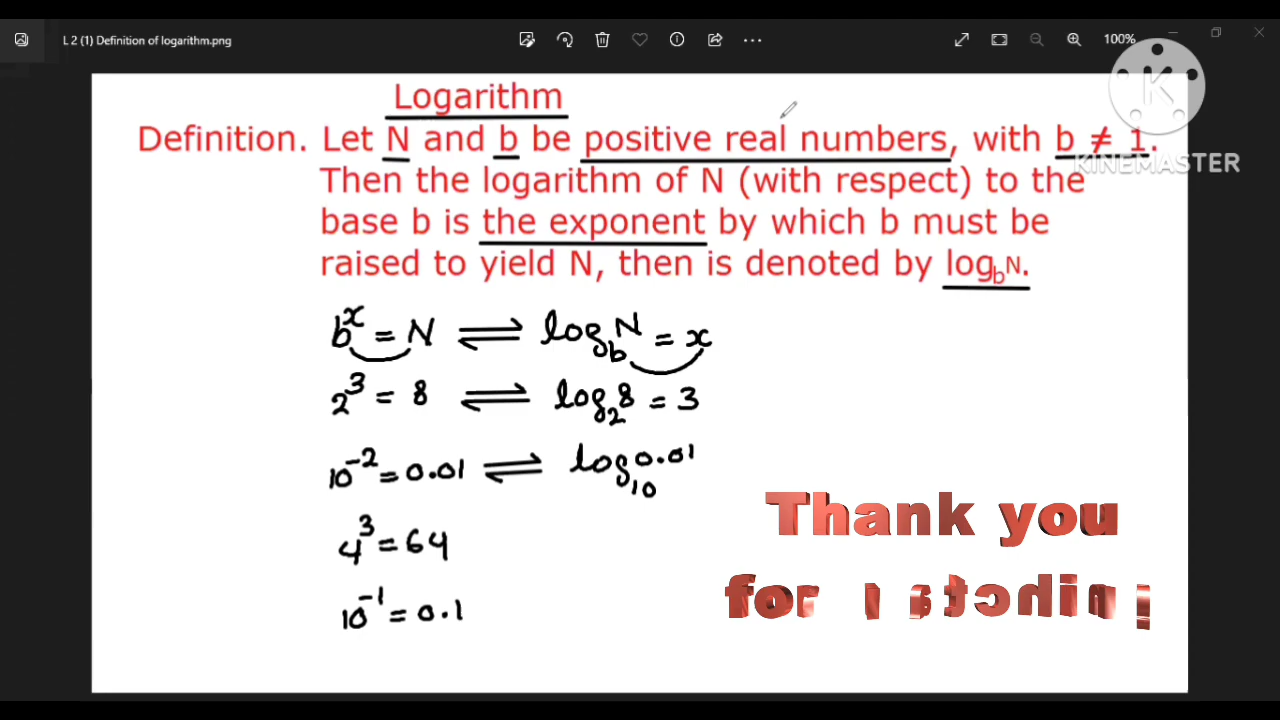 L 2 (1) Definition of logarithm.png
100%
K
KINEMASTER
Logarithm
Definition. Let N and b be positive real numbers, with b ≠ 1.
Then the logarithm of N (with respect) to the
base b is the exponent by which b must be
raised to yield N, then is denoted by log_b N.
b^x = N ⇌ log_b N = x
2^3 = 8 ⇌ log_2 8 = 3
10^-2 = 0.01 ⇌ log_10 0.01
4^3 = 64
10^-1 = 0.1
Thank you
for